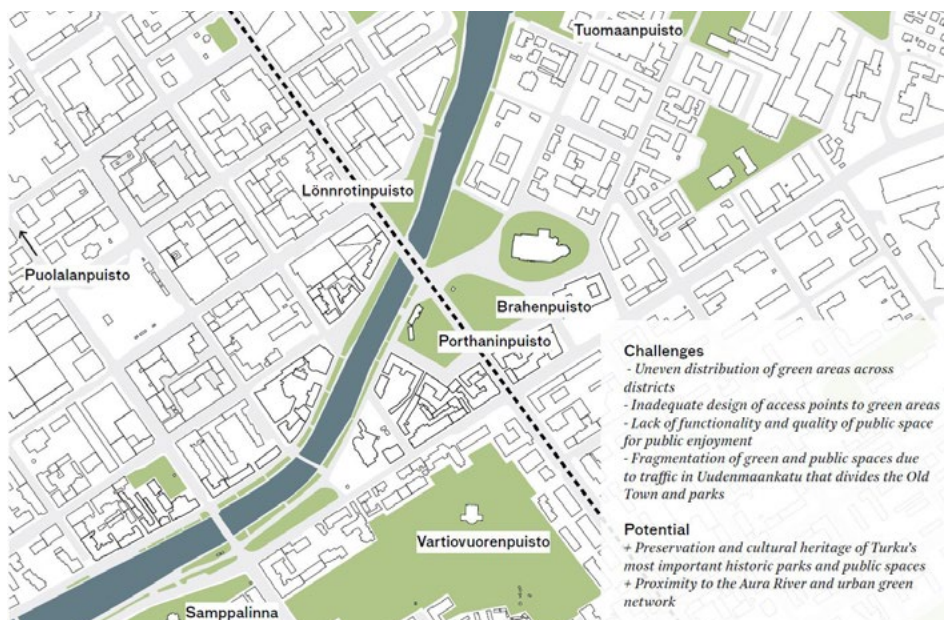 Tuomaanpuisto
Lönnrotinpuisto
Puolalanpuisto
Brahenpuisto
Porthaninpuisto
Vartiovuorenpuisto
Samppalinna
Challenges
- Uneven distribution of green areas across
districts
- Inadequate design of access points to green areas
- Lack of functionality and quality of public space
for public enjoyment
- Fragmentation of green and public spaces due
to traffic in Uudenmaankatu that divides the Old
Town and parks
Potential
+ Preservation and cultural heritage of Turku's
most important historic parks and public spaces
+ Proximity to the Aura River and urban green
network